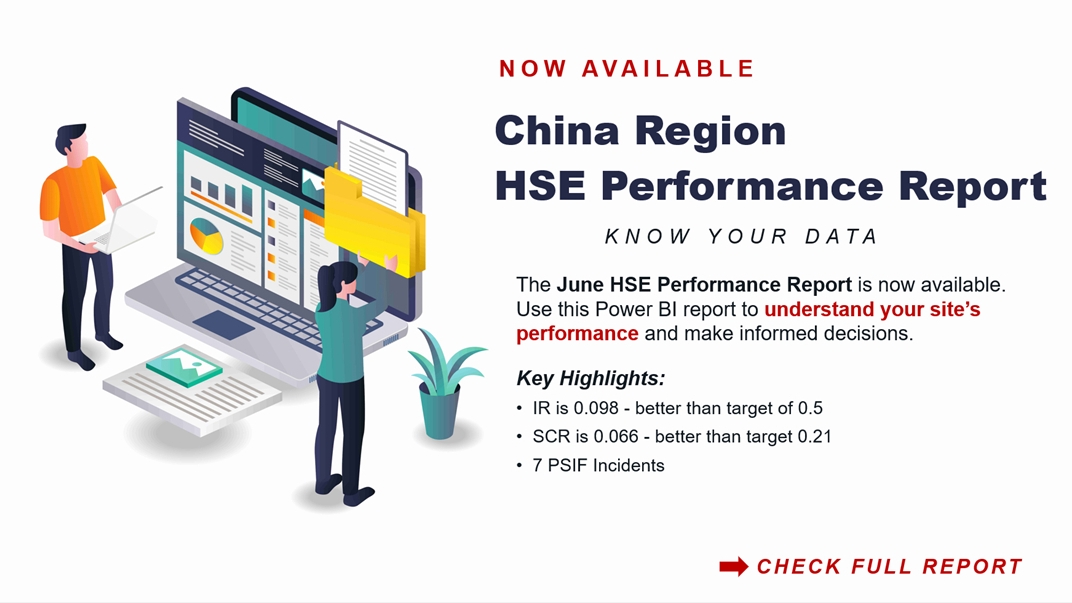 NOW AVAILABLE
China Region
HSE Performance Report
KNOW YOUR DATA
The June HSE Performance Report is now available.
Use this Power BI report to understand your site's
performance and make informed decisions.
Key Highlights:
• IR is 0.098 - better than target of 0.5
• SCR is 0.066 - better than target 0.21
• 7 PSIF Incidents
CHECK FULL REPORT